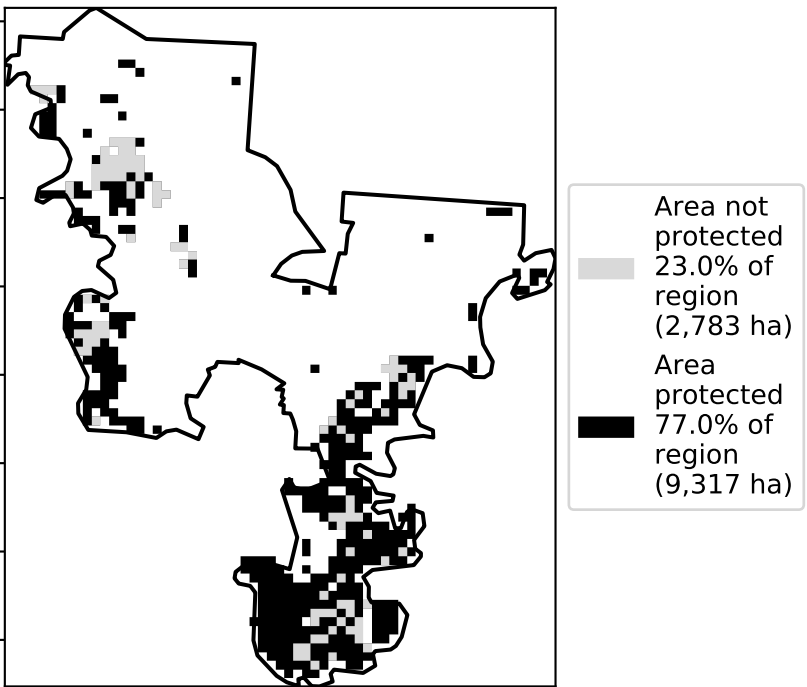 Area not
protected
23.0% of
region
(2,783 ha)
Area
protected
77.0% of
region
(9,317 ha)